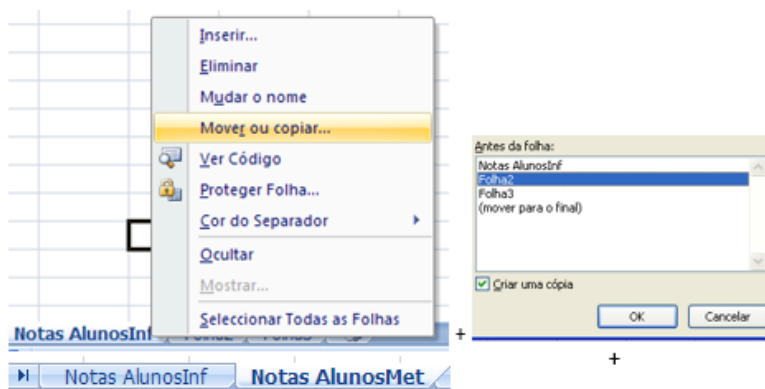 Inserir...
Eliminar
Mudar o nome
Mover ou copiar...
Ver Código
Proteger Folha...
Cor do Separador
Ocultar
Mostrar...
Seleccionar Todas as Folhas
Notas AlunosInf Folha2 Folha3
+
Antes da folha:
Notas AlunosInf
Folha2
Folha3
(mover para o final)
Criar uma cópia
OK Cancelar
+
Notas AlunosInf Notas AlunosMet